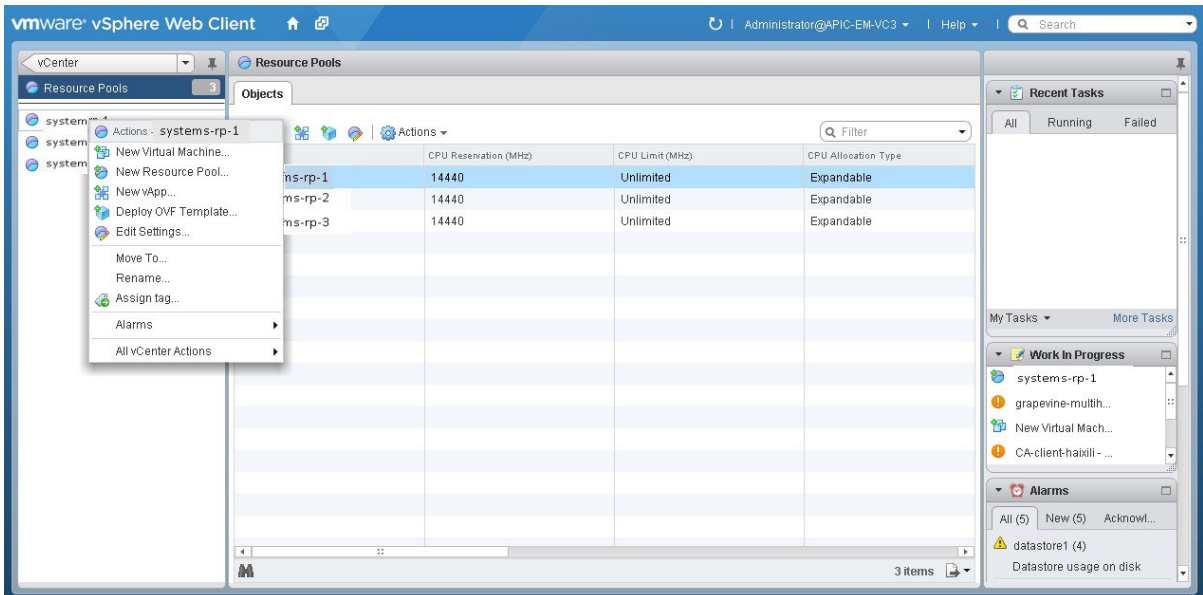 vmware® vSphere Web Client
Administrator@APIC-EM-VC3 | Help | Search
vCenter
Resource Pools 3
system
system
system
Actions - systems-rp-1
New Virtual Machine...
New Resource Pool...
New vApp...
Deploy OVF Template...
Edit Settings...
Move To...
Rename...
Assign tag...
Alarms
All vCenter Actions
Resource Pools
Objects
Actions
Filter
CPU Reservation (MHz) CPU Limit (MHz) CPU Allocation Type
ms-rp-1 14440 Unlimited Expandable
ms-rp-2 14440 Unlimited Expandable
ms-rp-3 14440 Unlimited Expandable
3 items
Recent Tasks
All Running Failed
My Tasks More Tasks
Work In Progress
systems-rp-1
grapevine-multih...
New Virtual Mach...
CA-client-haixili - ...
Alarms
All (5) New (5) Acknowl...
datastore1 (4)
Datastore usage on disk